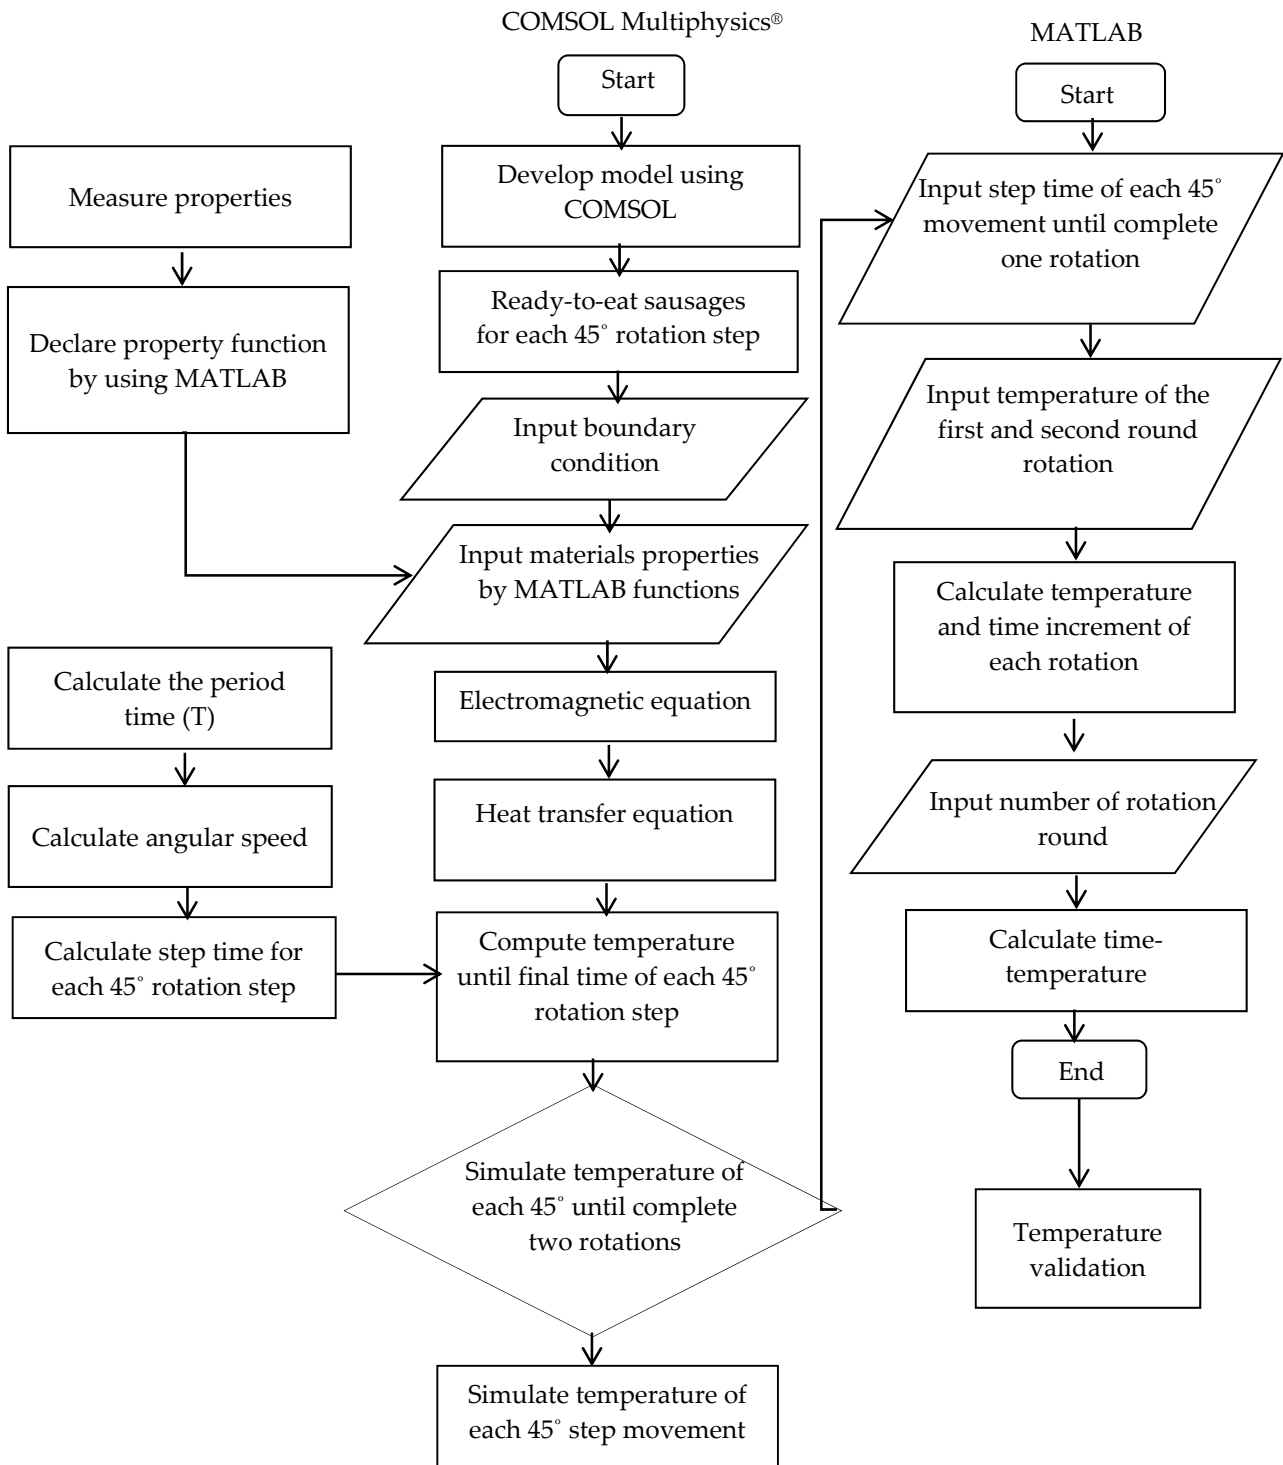 COMSOL Multiphysics®
Start
Develop model using
COMSOL
Ready-to-eat sausages
for each 45° rotation step
Input boundary
condition
Measure properties
Declare property function
by using MATLAB
Input materials properties
by MATLAB functions
Electromagnetic equation
Heat transfer equation
Calculate the period
time (T)
Calculate angular speed
Calculate step time for
each 45° rotation step
Compute temperature
until final time of each 45°
rotation step
Simulate temperature of
each 45° until complete
two rotations
Simulate temperature of
each 45° step movement
MATLAB
Start
Input step time of each 45°
movement until complete
one rotation
Input temperature of the
first and second round
rotation
Calculate temperature
and time increment of
each rotation
Input number of rotation
round
Calculate time-
temperature
End
Temperature
validation